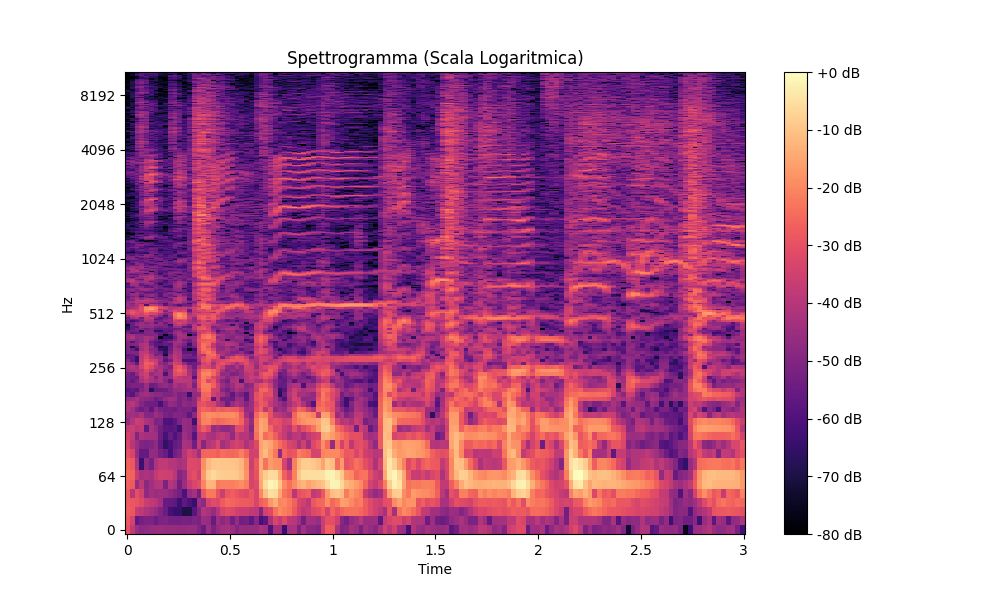 Spettrogramma (Scala Logaritmica)
8192
4096
2048
1024
512
256
128
64
0
Hz
0
0.5
1
1.5
2
2.5
3
Time
+0 dB
-10 dB
-20 dB
-30 dB
-40 dB
-50 dB
-60 dB
-70 dB
-80 dB